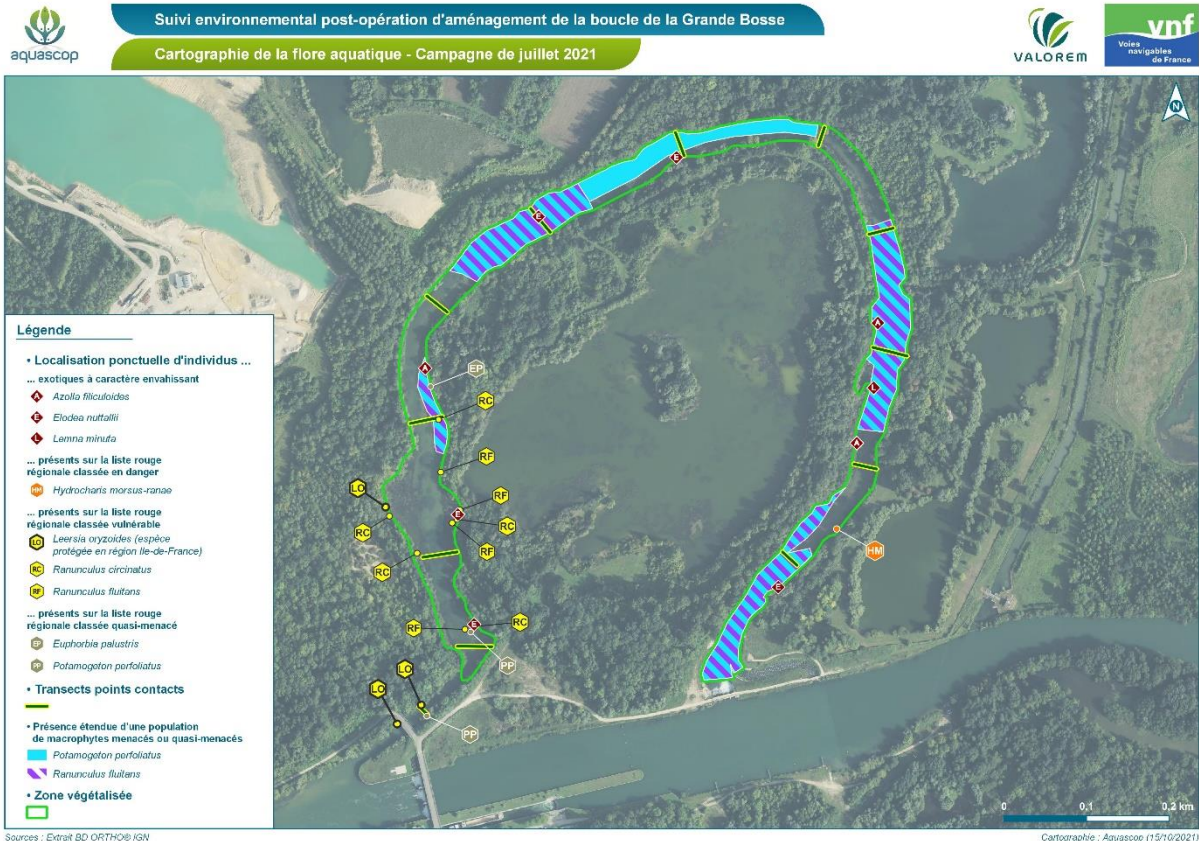 aquascop
Suivi environnemental post-opération d'aménagement de la boucle de la Grande Bosse
Cartographie de la flore aquatique - Campagne de juillet 2021
VALOREM
vnf
Voies
navigables
de France
N
E
E
A
EP
RC
RF
LO
RF
E
RC
RC
RF
RC
E
RF
RC
PP
LO
LO
PP
A
L
A
HM
E
Légende
• Localisation ponctuelle d'individus ...
... exotiques à caractère envahissant
A Azolla filiculoides
E Elodea nuttallii
L Lemna minuta
... présents sur la liste rouge
régionale classée en danger
HM Hydrocharis morsus-ranae
... présents sur la liste rouge
régionale classée vulnérable
LO Leersia oryzoides (espèce
protégée en région Ile-de-France)
RC Ranunculus circinatus
RF Ranunculus fluitans
... présents sur la liste rouge
régionale classée quasi-menacé
EP Euphorbia palustris
PP Potamogeton perfoliatus
• Transects points contacts
• Présence étendue d'une population
de macrophytes menacés ou quasi-menacés
Potamogeton perfoliatus
Ranunculus fluitans
• Zone végétalisée
0 0,1 0,2 km
Sources : Extrait BD ORTHO® IGN
Cartographie : Aquascop (15/10/2021)